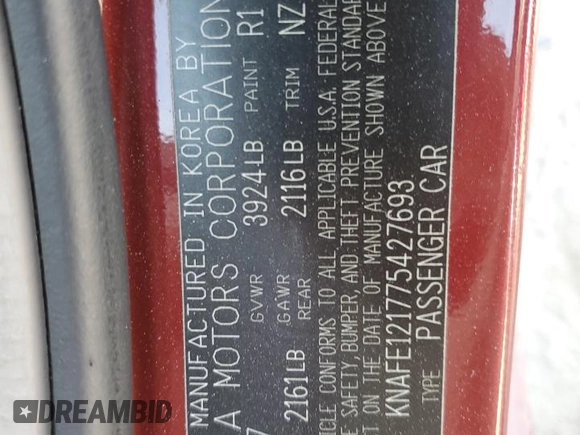 MANUFACTURED IN KOREA BY
A MOTORS CORPORATION
7 GVWR 3924LB PAINT R1
2161LB GAWR REAR 2116LB TRIM NZ
HICLE CONFORMS TO ALL APPLICABLE U.S.A. FEDERAL
E SAFETY, BUMPER, AND THEFT PREVENTION STANDAR
T ON THE DATE OF MANUFACTURE SHOWN ABOVE
KNAFE121775427693
TYPE PASSENGER CAR
DREAMBID